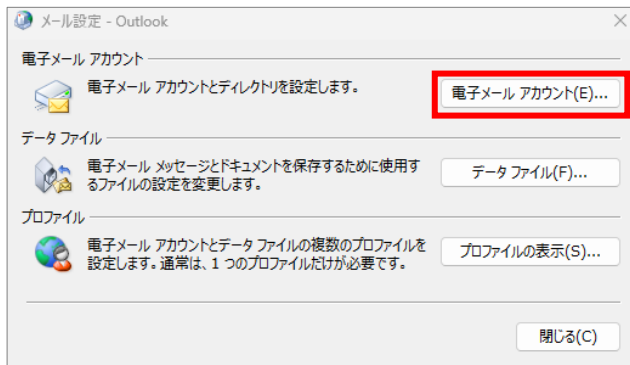 メール設定 - Outlook
電子メール アカウント
電子メール アカウントとディレクトリを設定します。
電子メール アカウント(E)...
データ ファイル
電子メール メッセージとドキュメントを保存するために使用す
るファイルの設定を変更します。
データ ファイル(F)...
プロファイル
電子メール アカウントとデータ ファイルの複数のプロファイルを
設定します。通常は、1 つのプロファイルだけが必要です。
プロファイルの表示(S)...
閉じる(C)